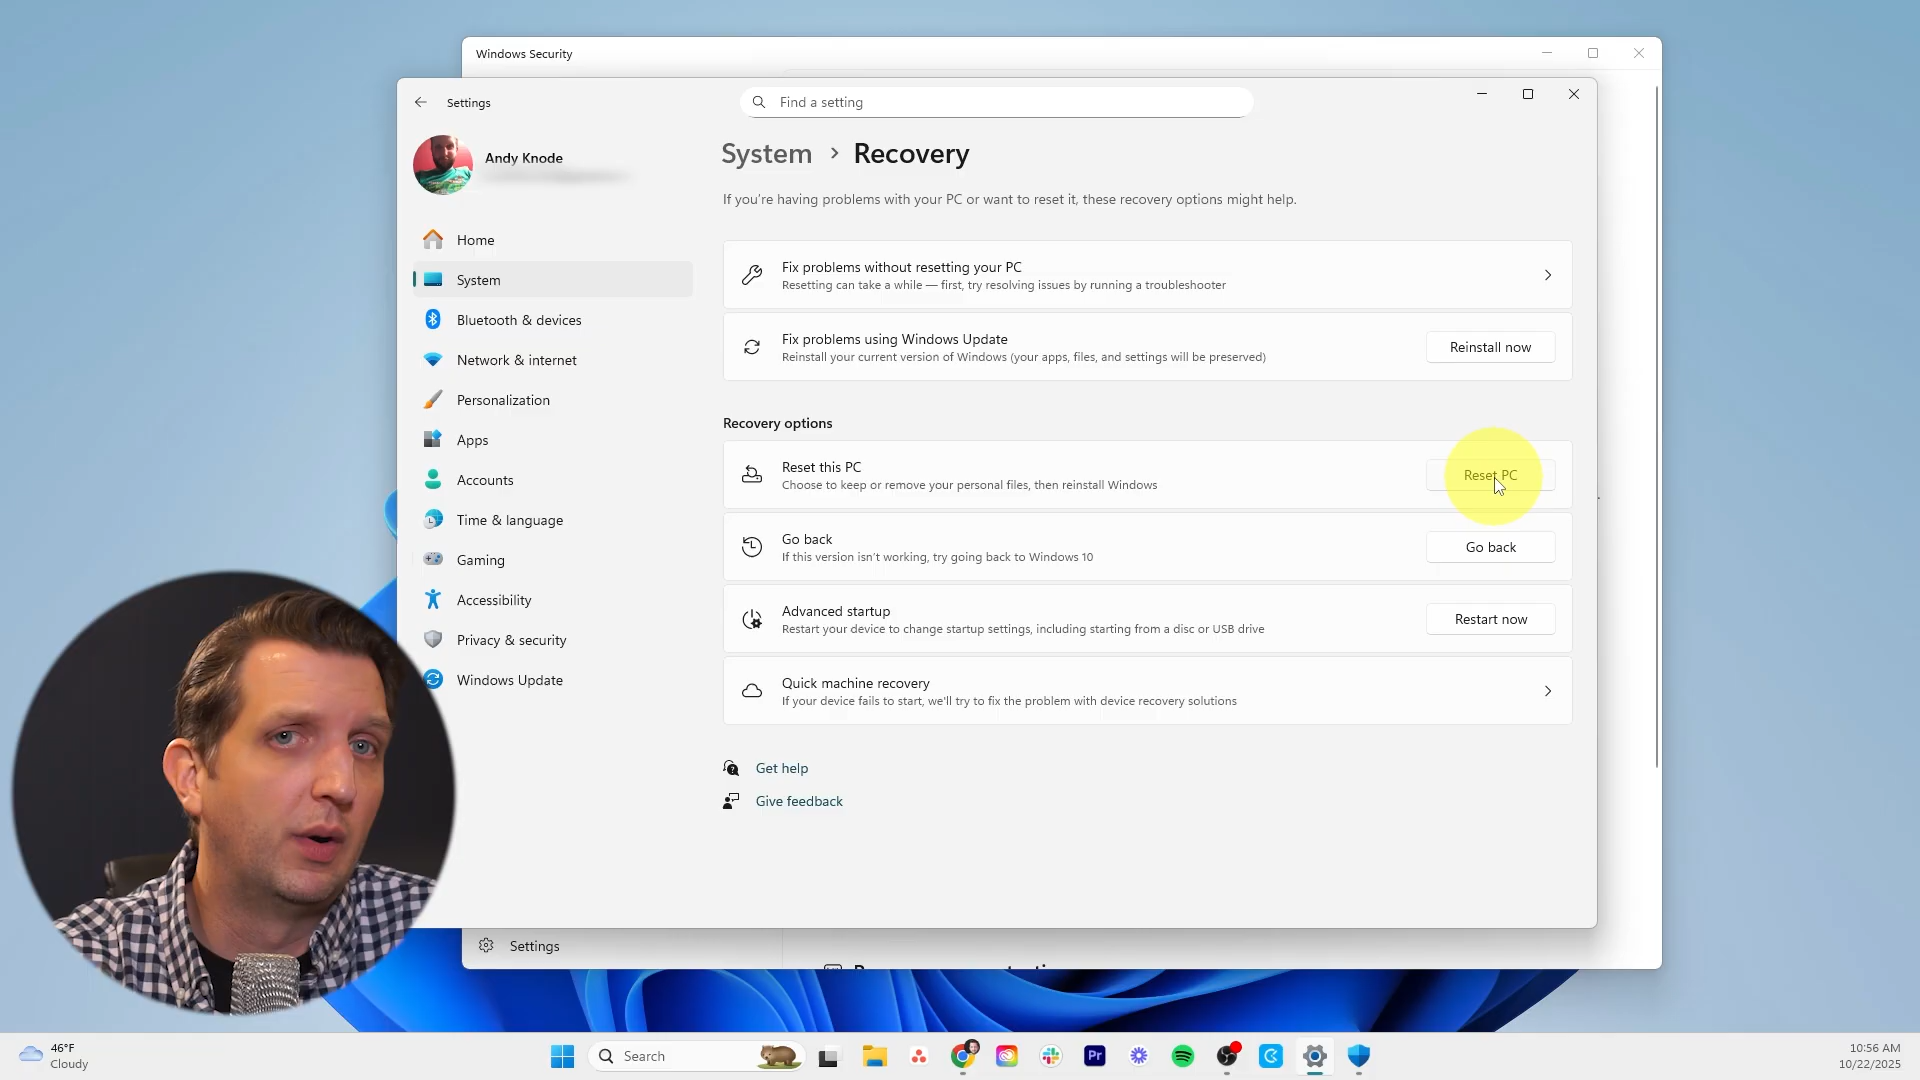 Windows Security
Settings
Find a setting
Andy Knode
System > Recovery
If you're having problems with your PC or want to reset it, these recovery options might help.
Home
System
Bluetooth & devices
Network & internet
Personalization
Apps
Accounts
Time & language
Gaming
Accessibility
Privacy & security
Windows Update
Fix problems without resetting your PC
Resetting can take a while — first, try resolving issues by running a troubleshooter
Fix problems using Windows Update
Reinstall your current version of Windows (your apps, files, and settings will be preserved)
Reinstall now
Recovery options
Reset this PC
Choose to keep or remove your personal files, then reinstall Windows
Reset PC
Go back
If this version isn't working, try going back to Windows 10
Go back
Advanced startup
Restart your device to change startup settings, including starting from a disc or USB drive
Restart now
Quick machine recovery
If your device fails to start, we'll try to fix the problem with device recovery solutions
Get help
Give feedback
Settings
46°F
Cloudy
Search
Pr
10:56 AM
10/22/2025